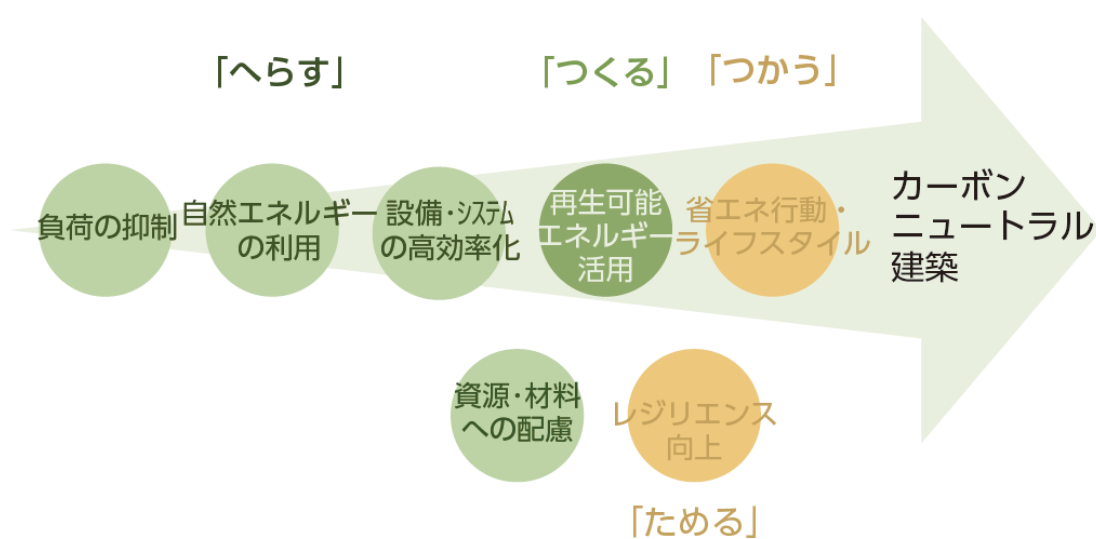 「へらす」
「つくる」
「つかう」
負荷の抑制
自然エネルギー
の利用
設備・システム
の高効率化
再生可能
エネルギー
活用
省エネ行動・
ライフスタイル
カーボン
ニュートラル
建築
資源・材料
への配慮
レジリエンス
向上
「ためる」